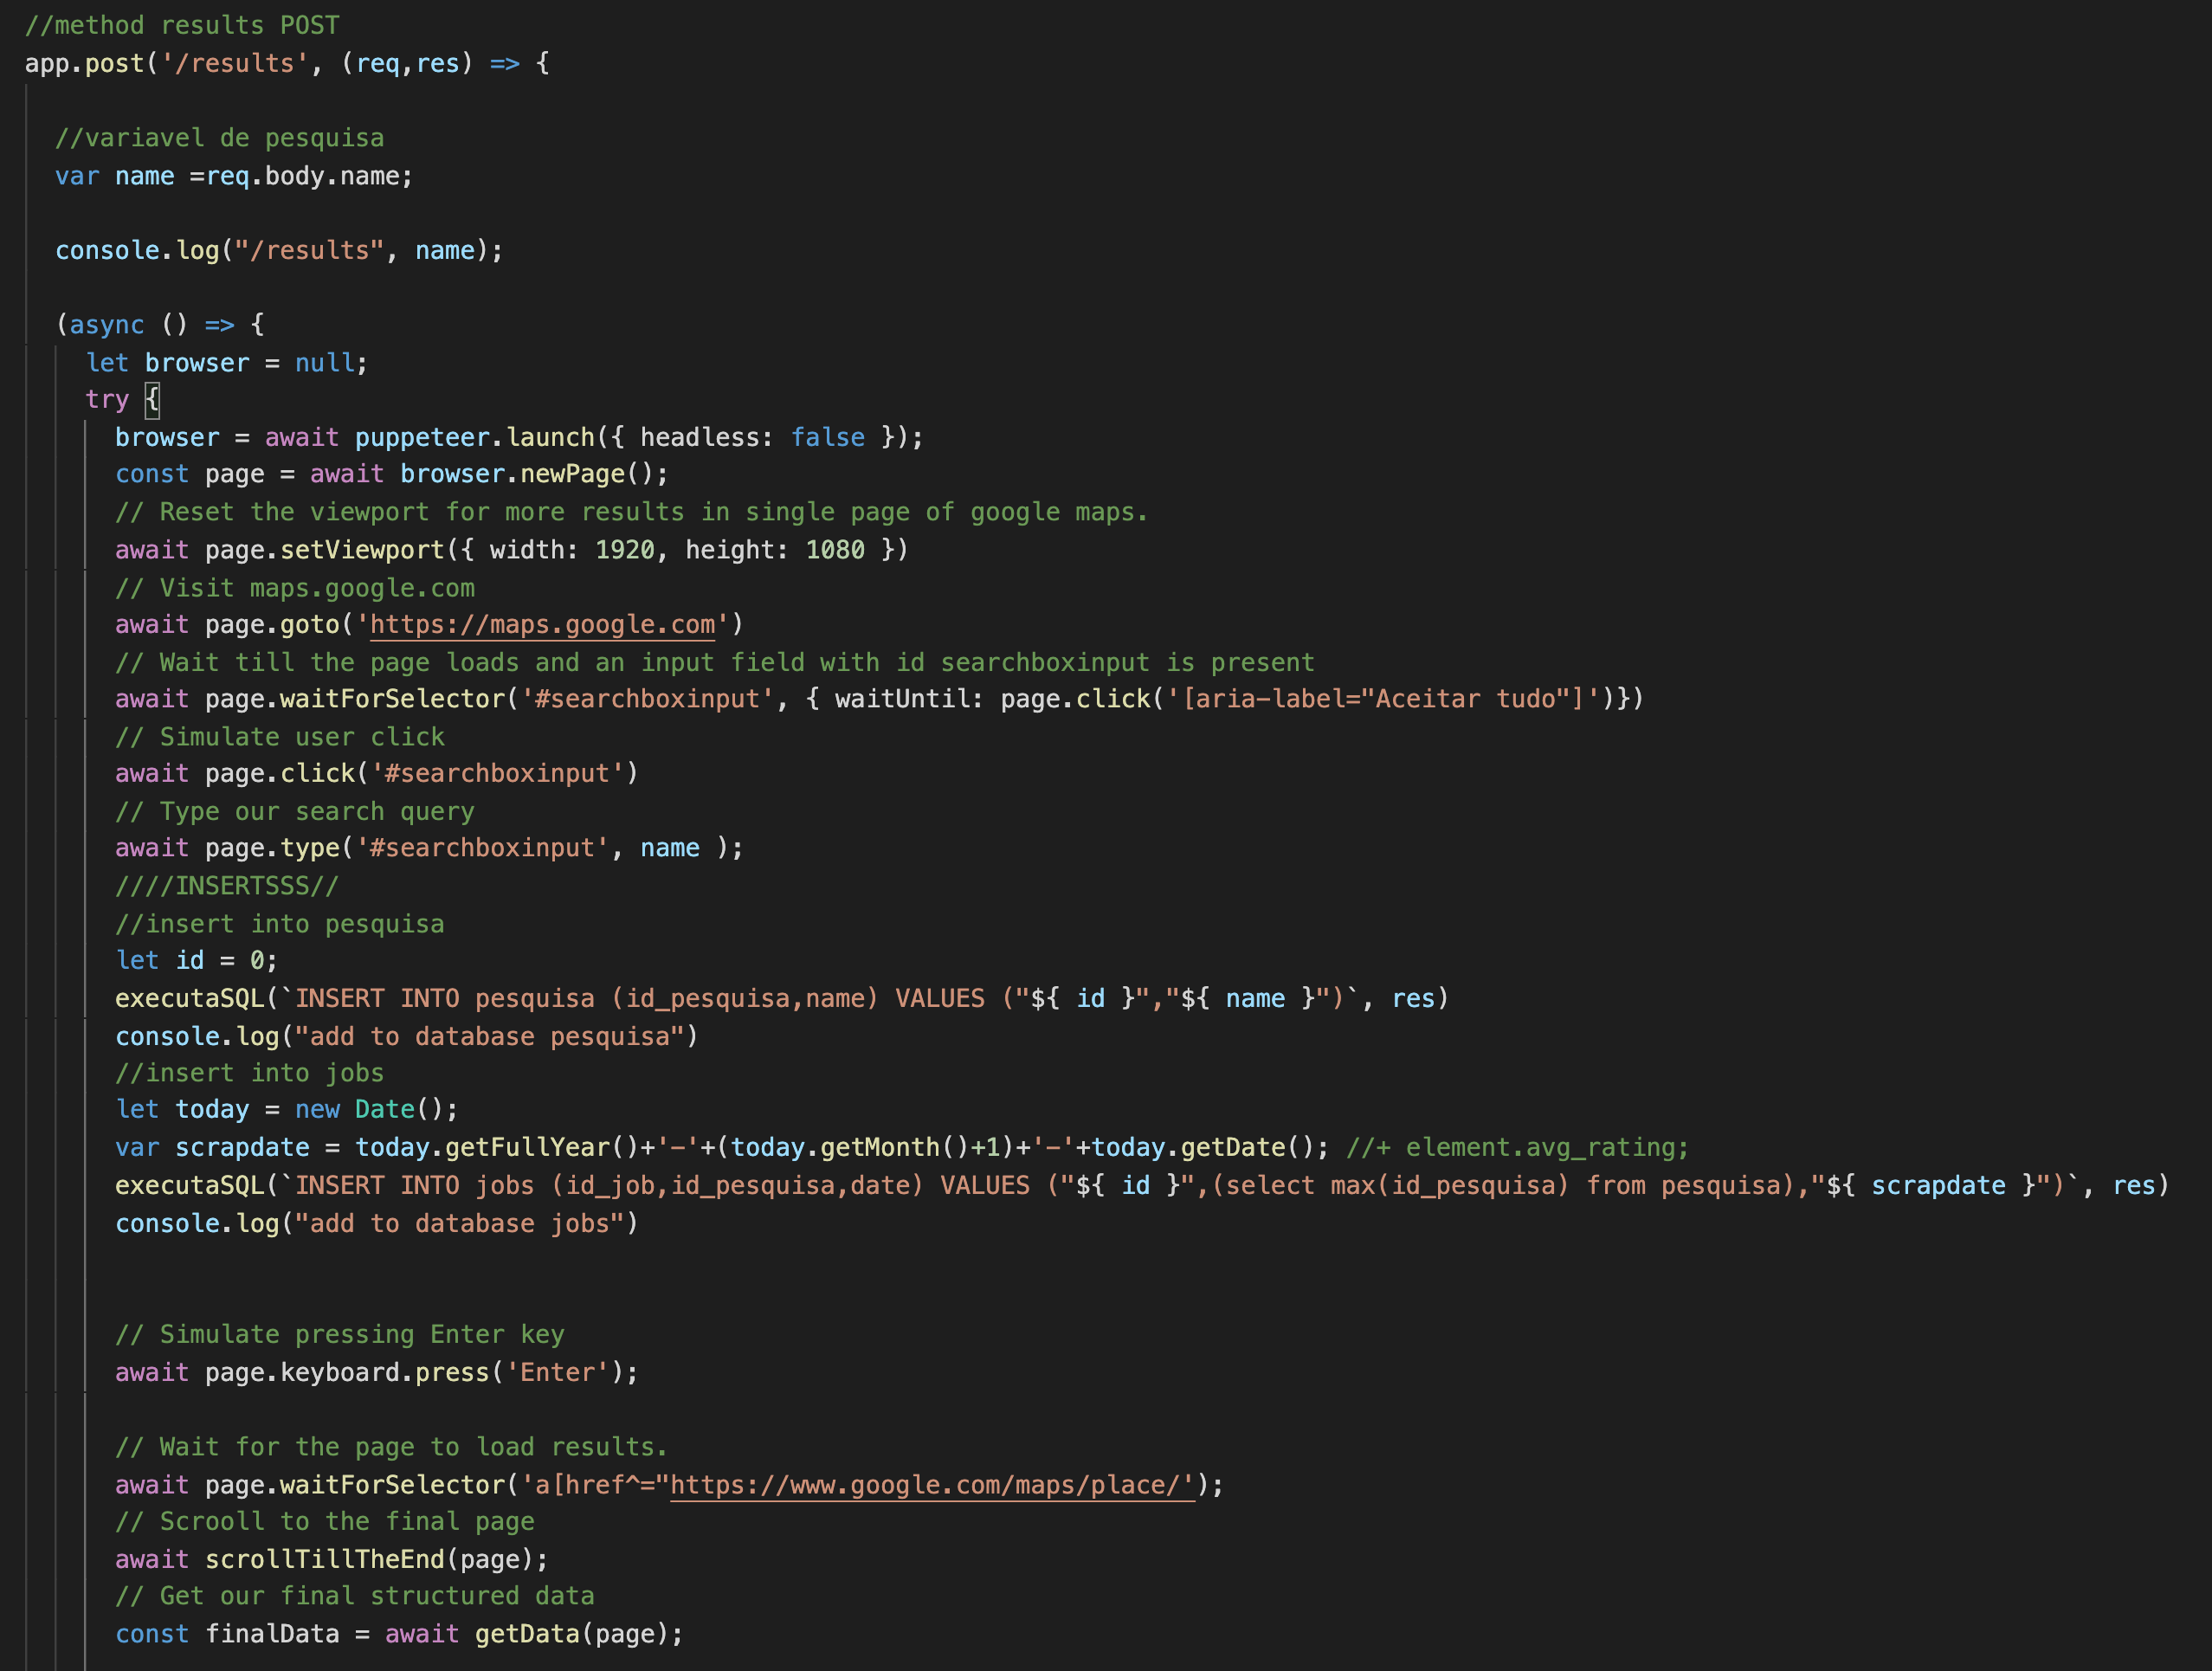 //method results POST
app.post('/results', (req,res) => {
//variavel de pesquisa
var name =req.body.name;
console.log("/results", name);
(async () => {
let browser = null;
try {
browser = await puppeteer.launch({ headless: false });
const page = await browser.newPage();
// Reset the viewport for more results in single page of google maps.
await page.setViewport({ width: 1920, height: 1080 })
// Visit maps.google.com
await page.goto('https://maps.google.com')
// Wait till the page loads and an input field with id searchboxinput is present
await page.waitForSelector('#searchboxinput', { waitUntil: page.click('[aria-label="Aceitar tudo"]')})
// Simulate user click
await page.click('#searchboxinput')
// Type our search query
await page.type('#searchboxinput', name );
////INSERTSSS//
//insert into pesquisa
let id = 0;
executaSQL(`INSERT INTO pesquisa (id_pesquisa,name) VALUES ("${ id }","${ name }")`, res)
console.log("add to database pesquisa")
//insert into jobs
let today = new Date();
var scrapdate = today.getFullYear()+'-'+(today.getMonth()+1)+'-'+today.getDate(); //+ element.avg_rating;
executaSQL(`INSERT INTO jobs (id_job,id_pesquisa,date) VALUES ("${ id }",(select max(id_pesquisa) from pesquisa),"${ scrapdate }")`, res)
console.log("add to database jobs")
// Simulate pressing Enter key
await page.keyboard.press('Enter');
// Wait for the page to load results.
await page.waitForSelector('a[href^="https://www.google.com/maps/place/');
// Scrooll to the final page
await scrollTillTheEnd(page);
// Get our final structured data
const finalData = await getData(page);